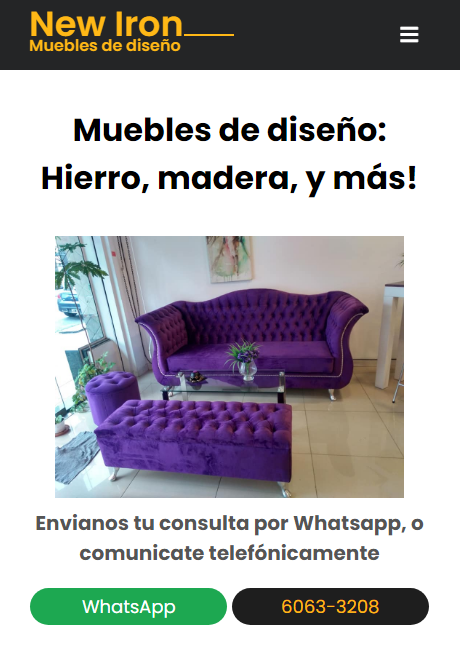 New Iron
Muebles de diseño
Muebles de diseño:
Hierro, madera, y más!
Envianos tu consulta por Whatsapp, o
comunicate telefónicamente
WhatsApp
6063-3208